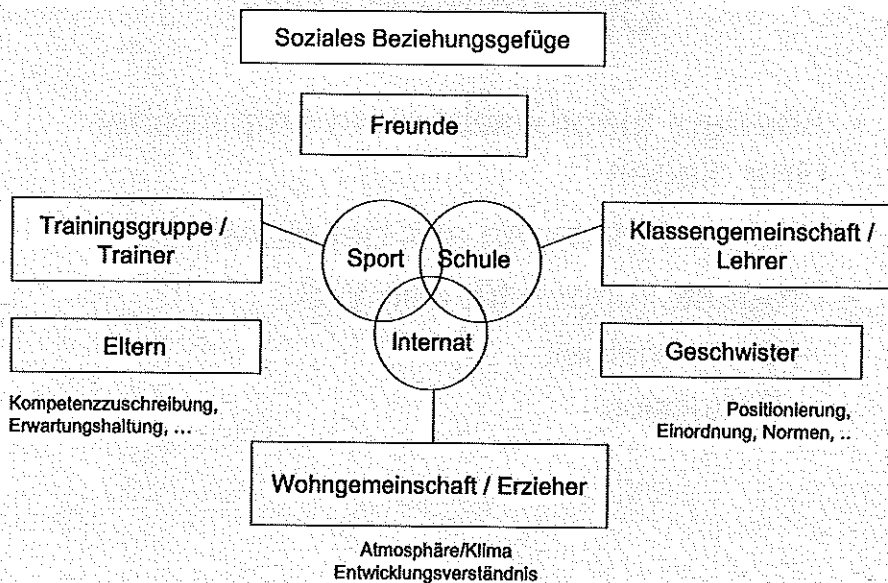 Soziales Beziehungsgefüge
Freunde
Trainingsgruppe /
Trainer
Sport
Schule
Klassengemeinschaft /
Lehrer
Internat
Eltern
Geschwister
Kompetenzzuschreibung,
Erwartungshaltung, ...
Positionierung,
Einordnung, Normen, ..
Wohngemeinschaft / Erzieher
Atmosphäre/Klima
Entwicklungsverständnis